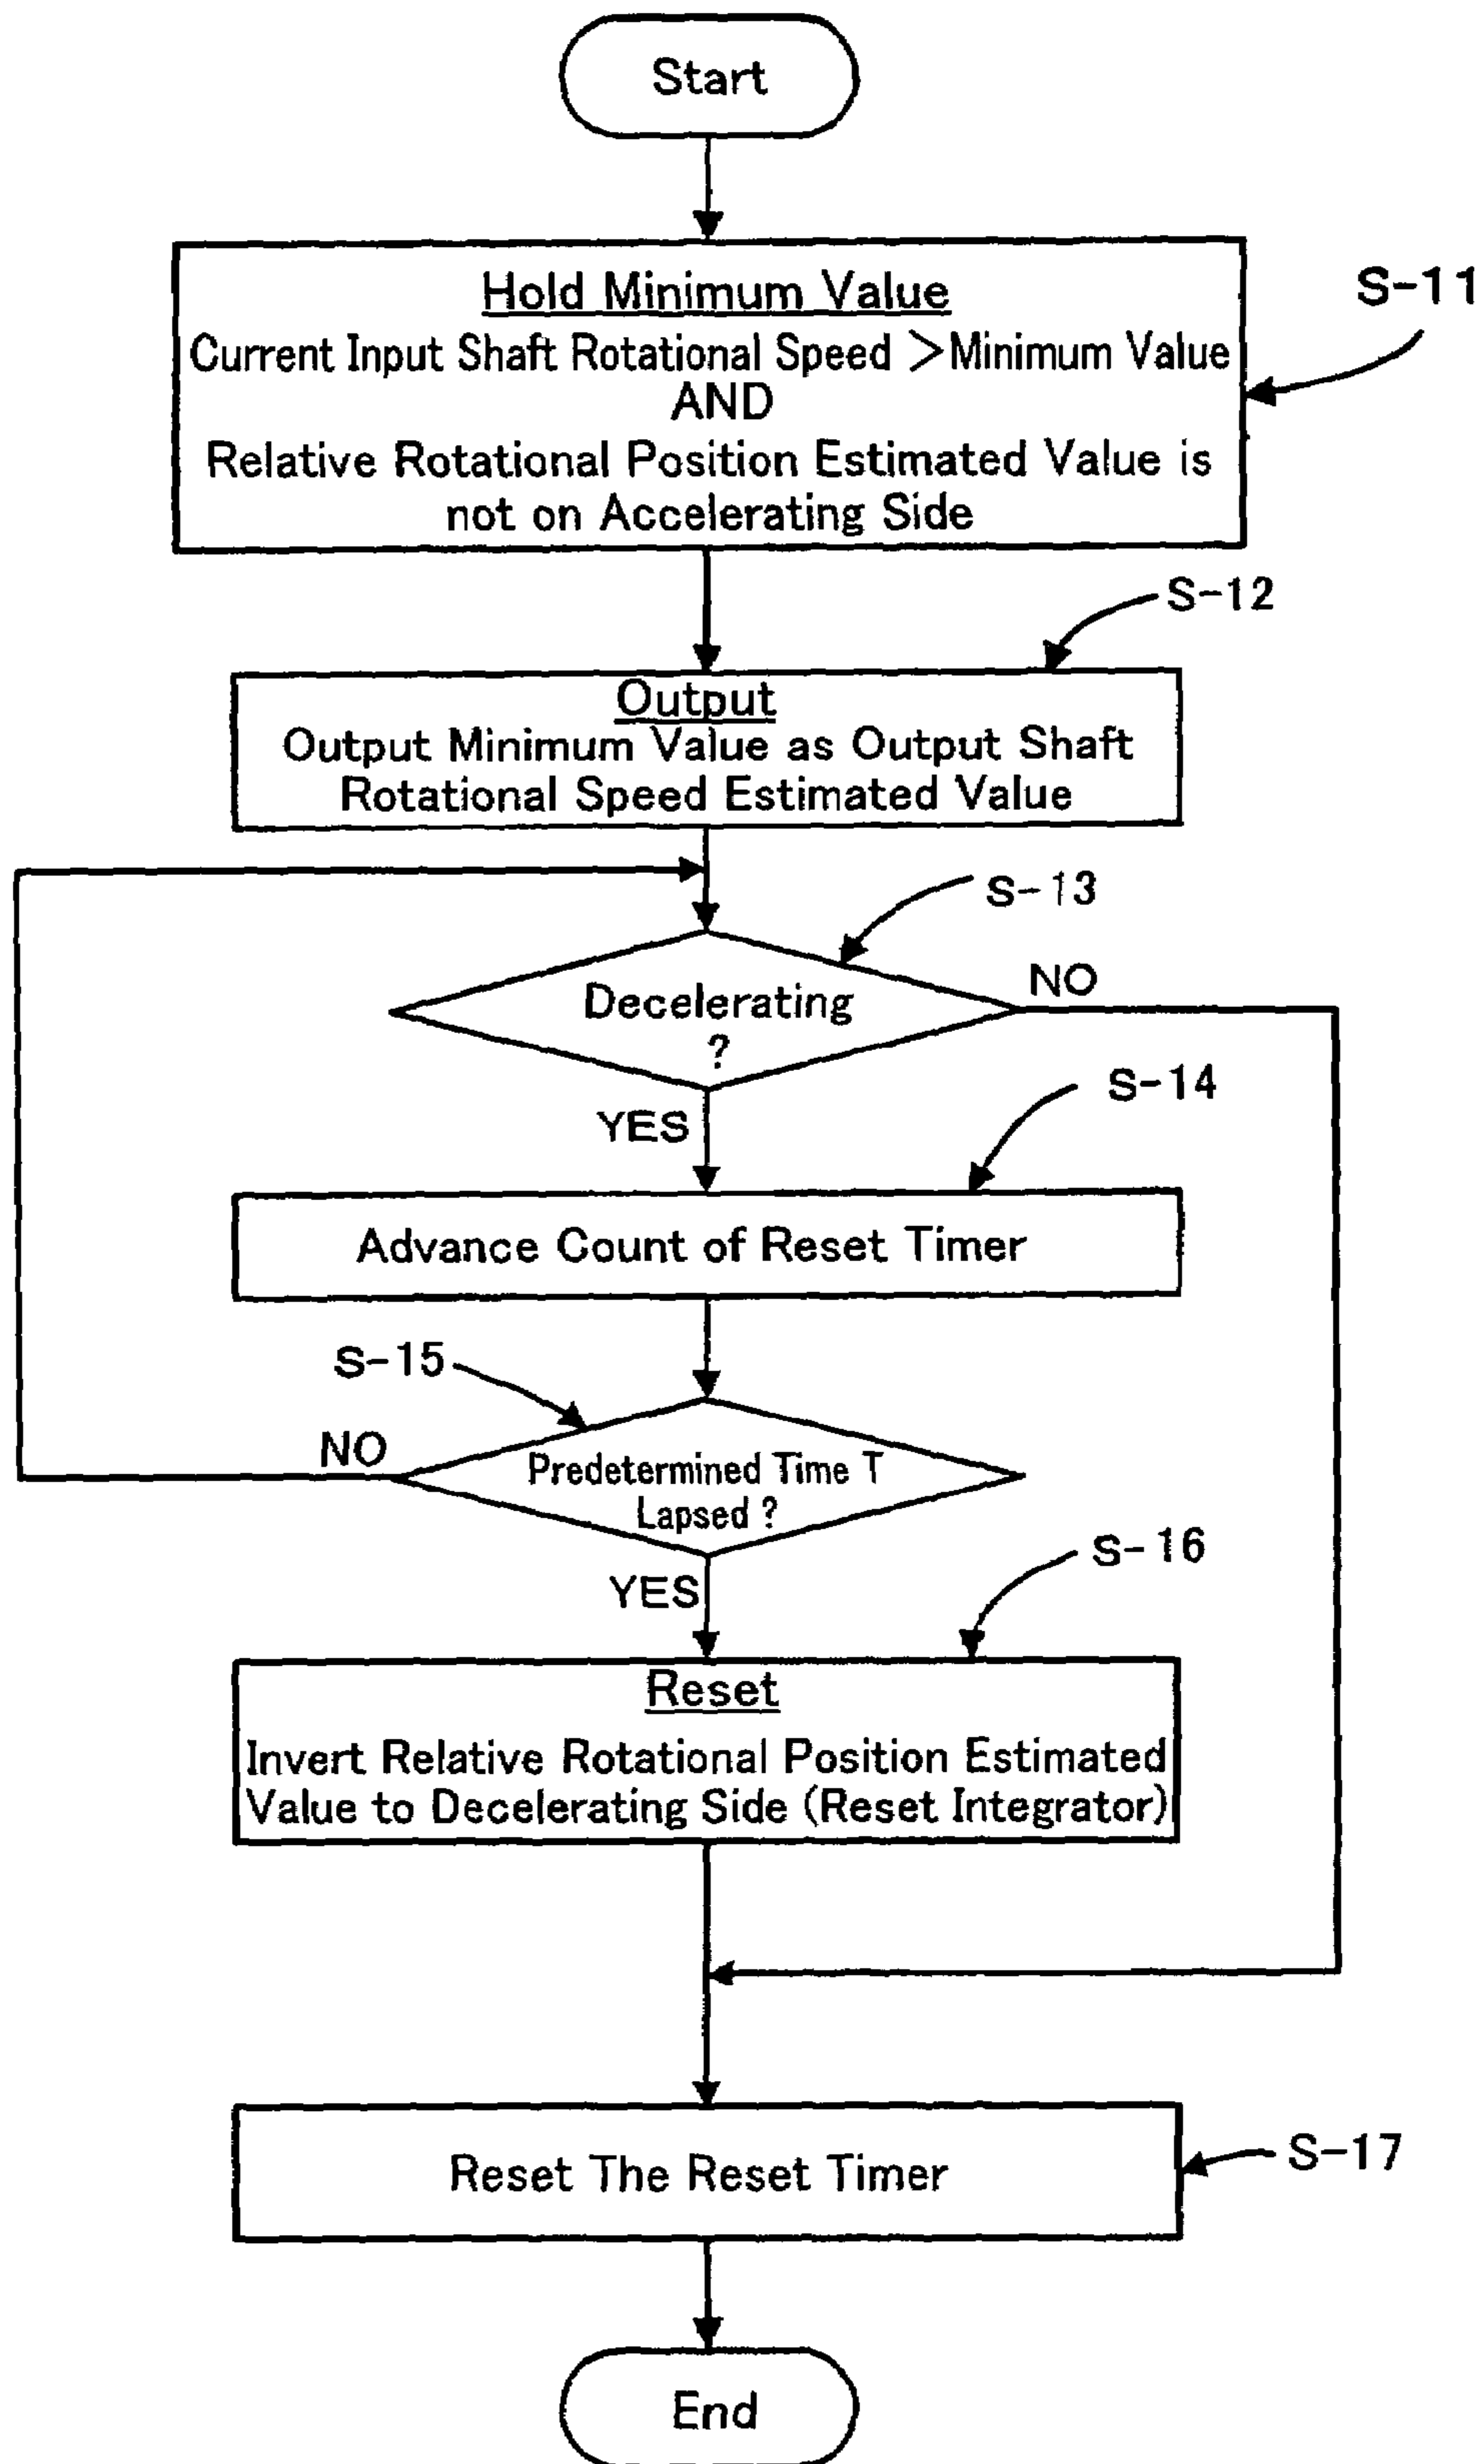 Start
Hold Minimum Value
Current Input Shaft Rotational Speed >Minimum Value
AND
Relative Rotational Position Estimated Value is
not on Accelerating Side
S-11
S-12
Output
Output Minimum Value as Output Shaft
Rotational Speed Estimated Value
S-13
Decelerating
?
NO
YES
S-14
Advance Count of Reset Timer
S-15
NO
Predetermined Time T
Lapsed ?
YES
S-16
Reset
Invert Relative Rotational Position Estimated
Value to Decelerating Side (Reset Integrator)
Reset The Reset Timer
S-17
End